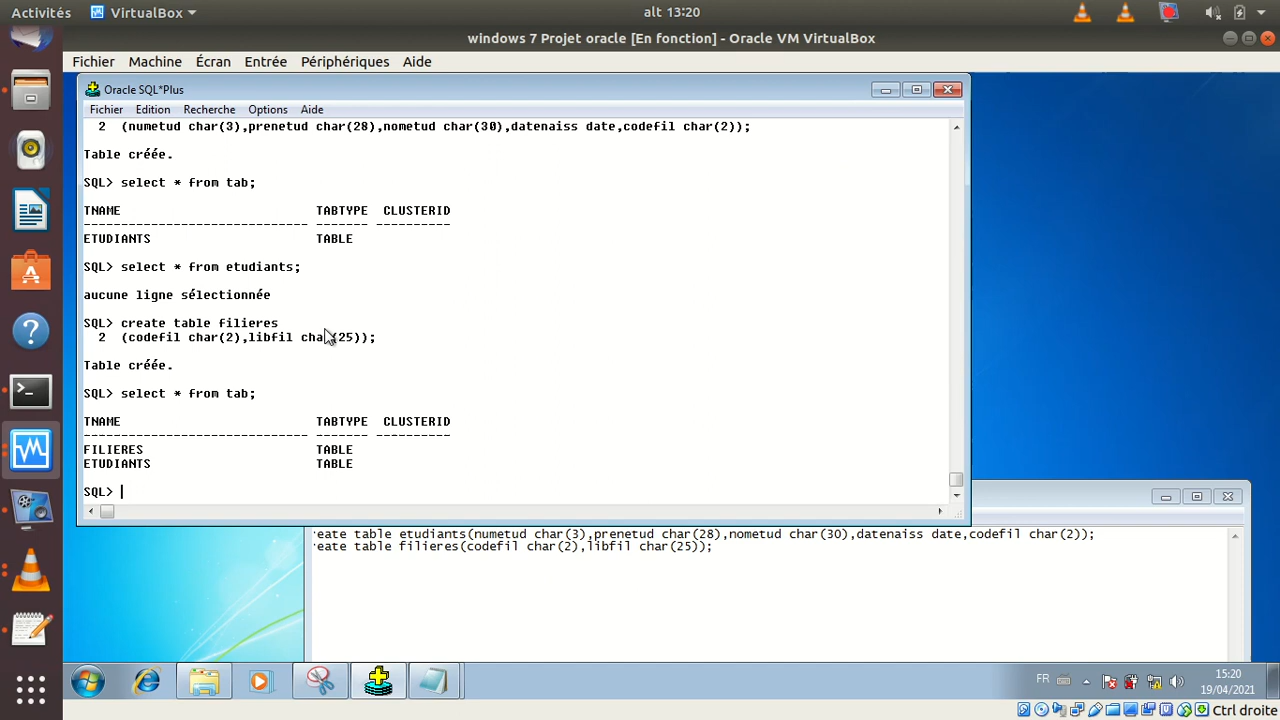 Activités VirtualBox alt 13:20
windows 7 Projet oracle [En fonction] - Oracle VM VirtualBox
Fichier Machine Écran Entrée Périphériques Aide
Oracle SQL*Plus
Fichier Edition Recherche Options Aide
2 (numetud char(3),prenetud char(28),nometud char(30),datenaiss date,codefil char(2));
Table créée.
SQL> select * from tab;
TNAME TABTYPE CLUSTERID
------------------------------ ------- ----------
ETUDIANTS TABLE
SQL> select * from etudiants;
aucune ligne sélectionnée
SQL> create table filieres
2 (codefil char(2),libfil char(25));
Table créée.
SQL> select * from tab;
TNAME TABTYPE CLUSTERID
------------------------------ ------- ----------
FILIERES TABLE
ETUDIANTS TABLE
SQL>
reate table etudiants(numetud char(3),prenetud char(28),nometud char(30),datenaiss date,codefil char(2));
reate table filieres(codefil char(2),libfil char(25));
FR
15:20
19/04/2021
Ctrl droite